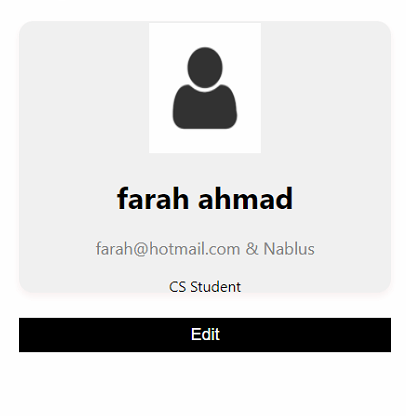 farah ahmad
farah@hotmail.com & Nablus
CS Student
Edit